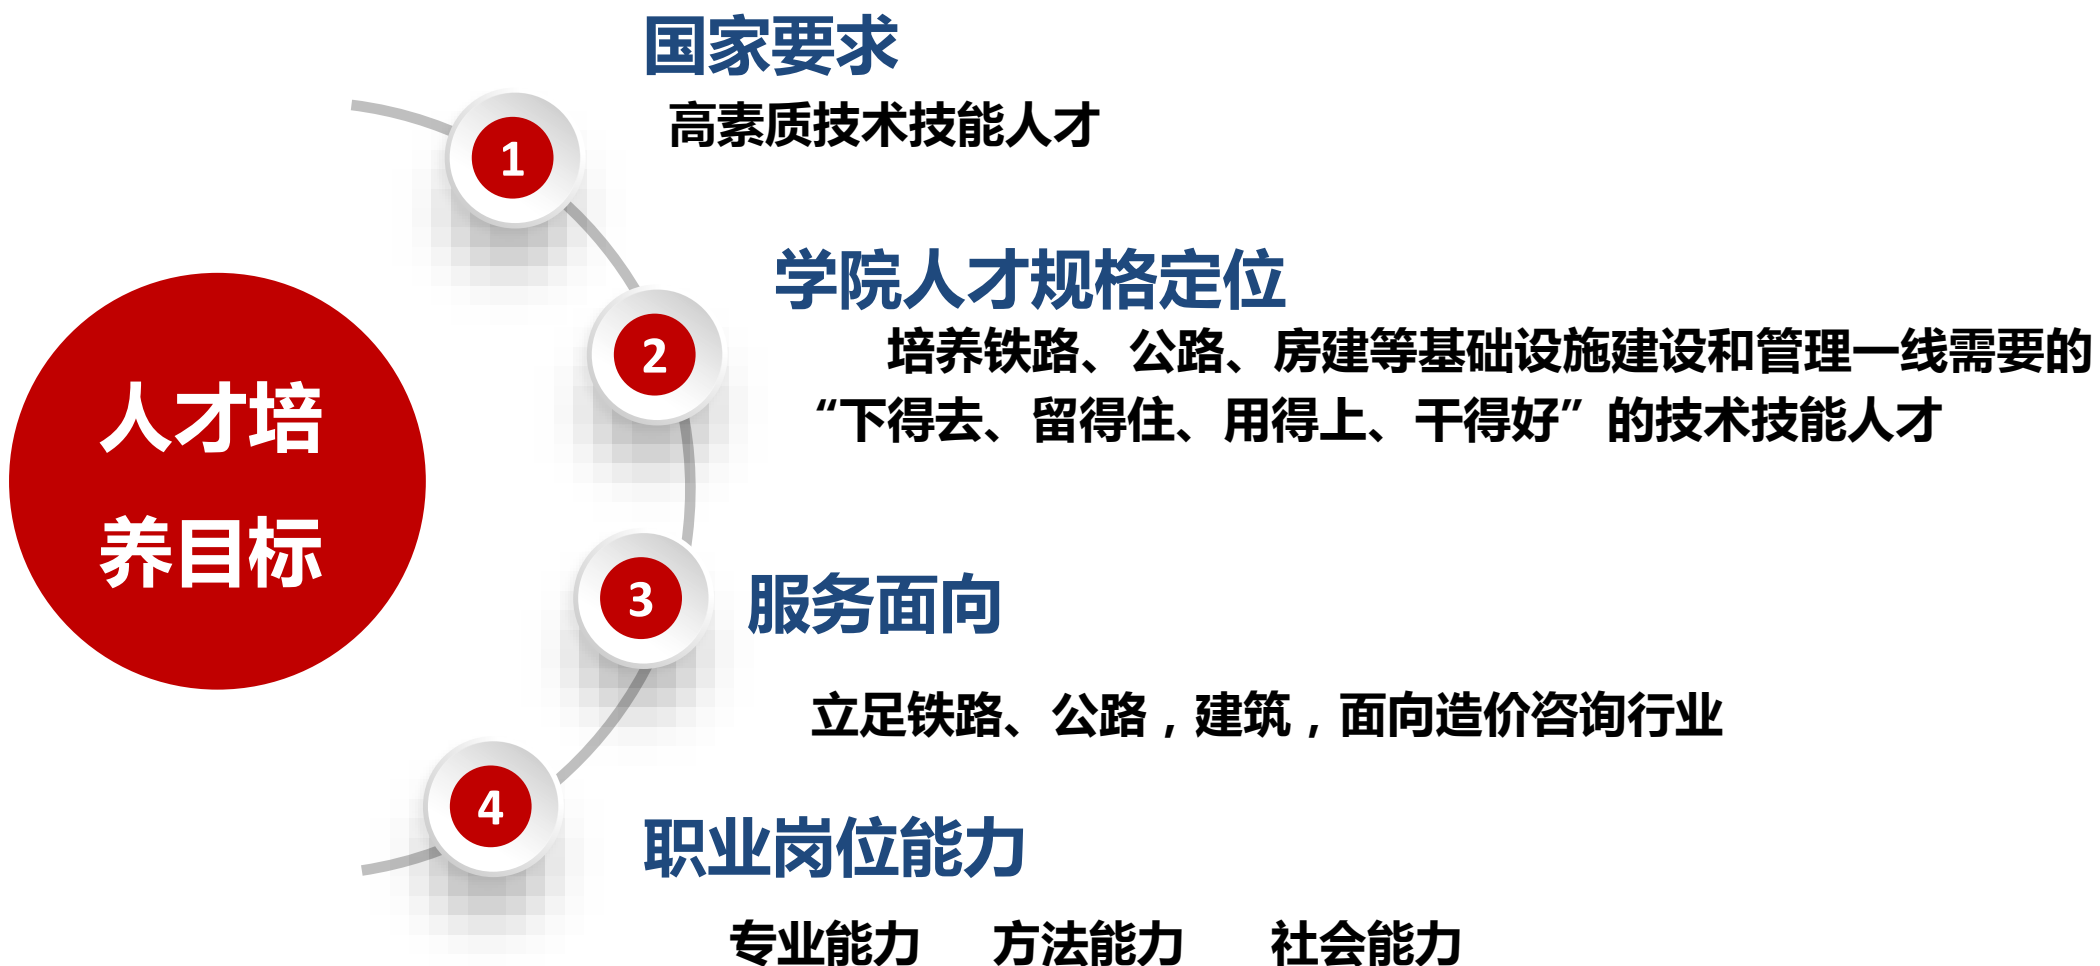 人才培
养目标
1
国家要求
高素质技术技能人才
2
学院人才规格定位
培养铁路、公路、房建等基础设施建设和管理一线需要的
“下得去、留得住、用得上、干得好”的技术技能人才
3
服务面向
立足铁路、公路，建筑，面向造价咨询行业
4
职业岗位能力
专业能力 方法能力 社会能力